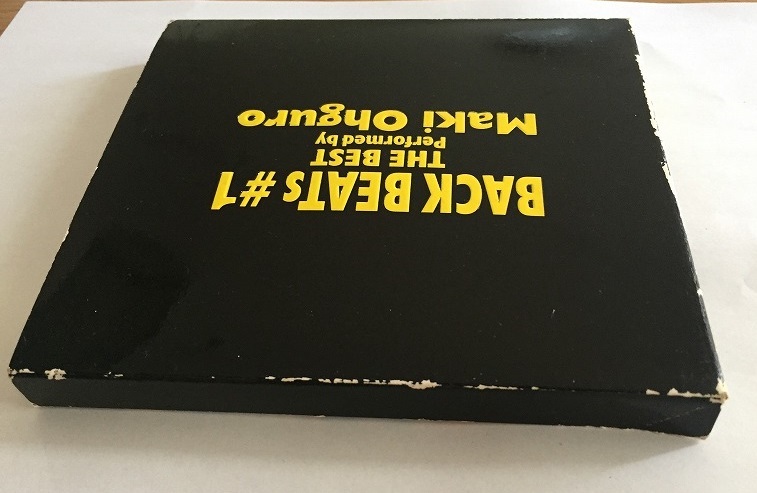 BACK BEATs #1
THE BEST
Performed by
Maki Ohguro